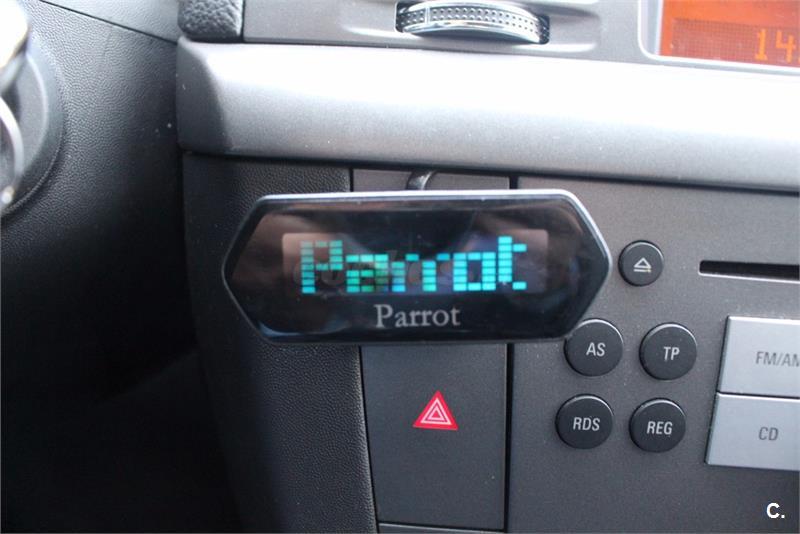 14
Parrot
Parrot
AS
TP
FM/AM
RDS
REG
CD
C.